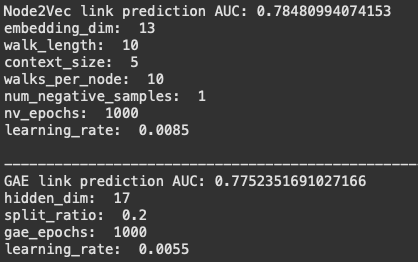 Node2Vec link prediction AUC: 0.78480994074153
embedding_dim:  13
walk_length:  10
context_size:  5
walks_per_node:  10
num_negative_samples:  1
nv_epochs:  1000
learning_rate:  0.0085
--------------------------------------------------
GAE link prediction AUC: 0.7752351691027166
hidden_dim:  17
split_ratio:  0.2
gae_epochs:  1000
learning_rate:  0.0055